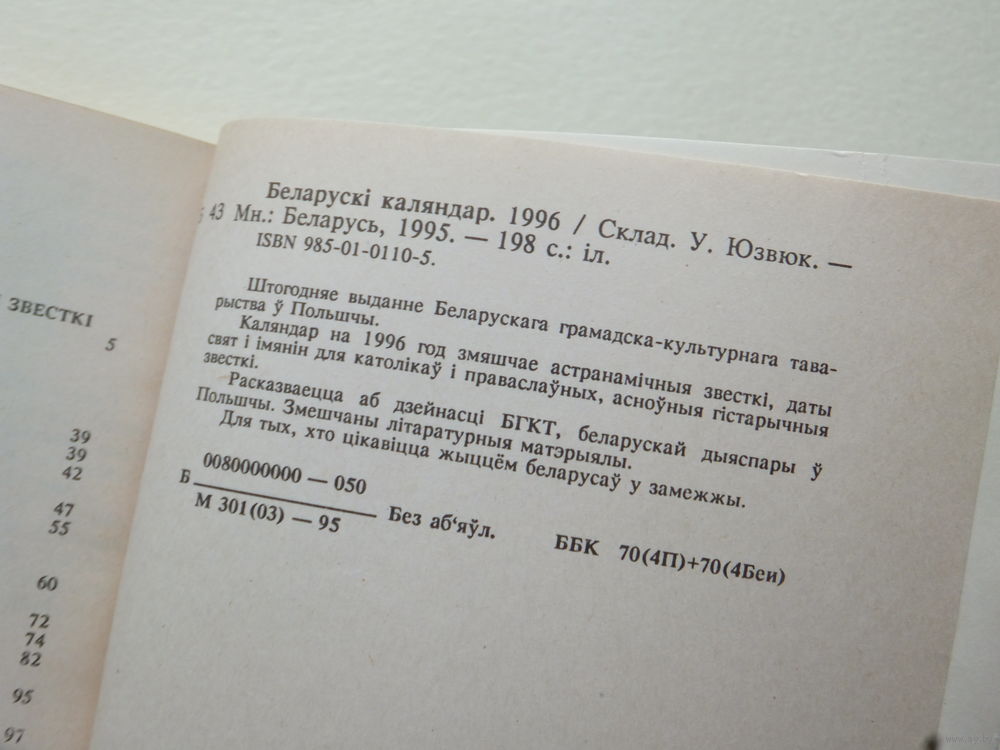 ЗВЕСТКІ
5
39
39
42
47
55
60
72
74
82
95
97
Беларускі каляндар. 1996 / Склад. У. Юзвюк. —
43 Мн.: Беларусь, 1995. — 198 с.: іл.
ISBN 985-01-0110-5.
Штогодняе выданне Беларускага грамадска-культурнага тава-
рыства ў Польшчы.
Каляндар на 1996 год змяшчае астранамічныя звесткі, даты
свят і імянін для католікаў і праваслаўных, асноўныя гістарычныя
звесткі.
Расказваецца аб дзейнасці БГКТ, беларускай дыяспары ў
Польшчы. Змешчаны літаратурныя матэрыялы.
Для тых, хто цікавіцца жыццём беларусаў у замежжы.
0080000000 — 050
Б Без аб‘яўл.
М 301(03) — 95
ББК 70(4П)+70(4Беи)